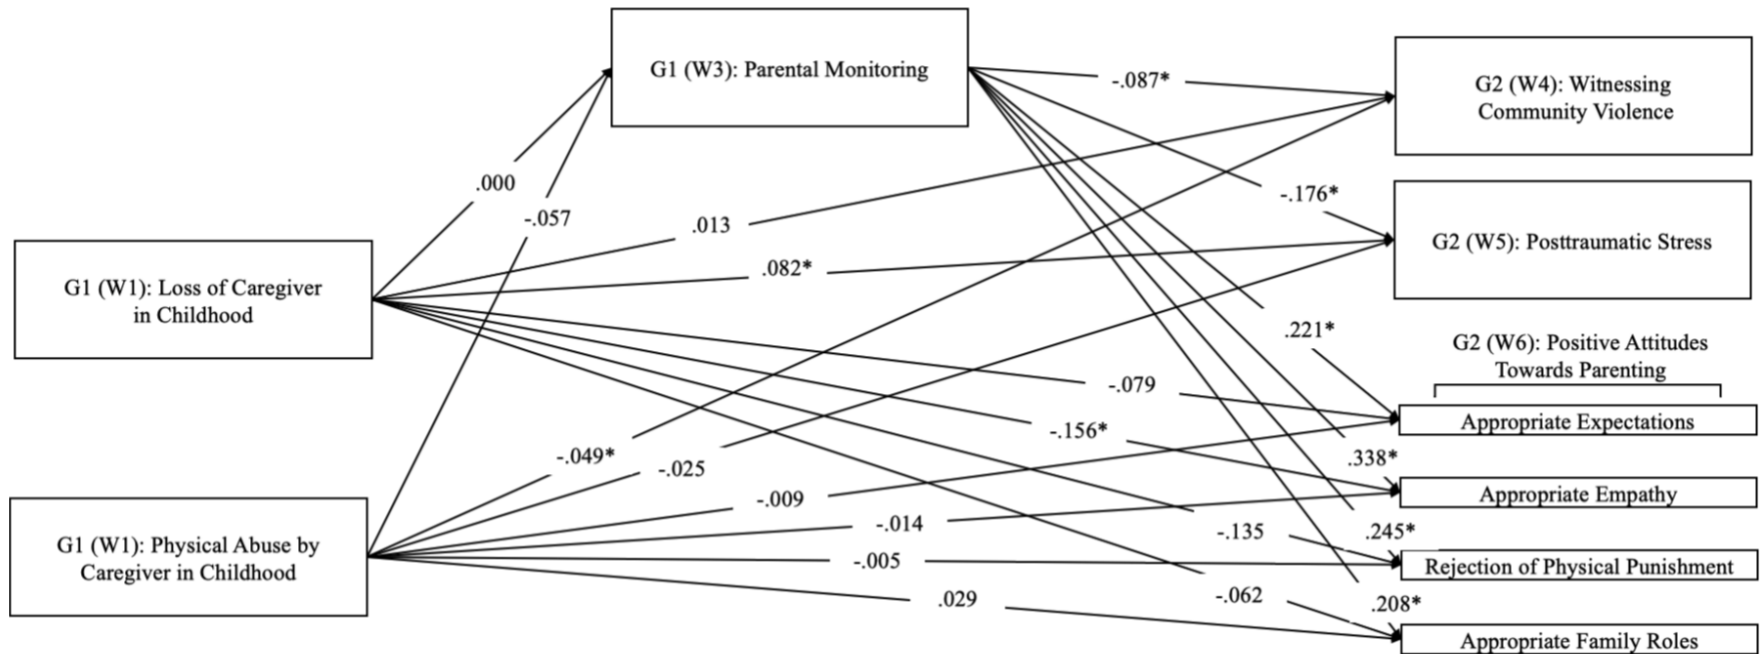 G1 (W3): Parental Monitoring
G2 (W4): Witnessing
Community Violence
-.087*
-.176*
.000
-.057
.013
.082*
G2 (W5): Posttraumatic Stress
G1 (W1): Loss of Caregiver
in Childhood
.221*
G2 (W6): Positive Attitudes
Towards Parenting
-.079
Appropriate Expectations
-.156*
-.049*
-.025
.338*
-.009
Appropriate Empathy
-.014
-.135
.245*
G1 (W1): Physical Abuse by
Caregiver in Childhood
-.005
Rejection of Physical Punishment
.029
-.062
.208*
Appropriate Family Roles